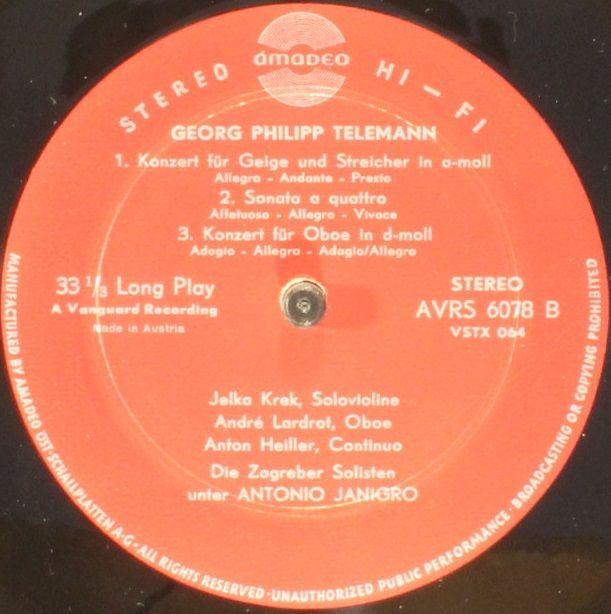 STEREO HI-FI
ámadeo
GEORG PHILIPP TELEMANN
1. Konzert für Geige und Streicher in a-moll
Allegro - Andante - Presto
2. Sonata a quattro
Affetuoso - Allegro - Vivace
3. Konzert für Oboe in d-moll
Adagio - Allegro - Adagio/Allegro
33 1/3 Long Play
A Vanguard Recording
Made in Austria
STEREO
AVRS 6078 B
VSTX 064
Jelka Krek, Solovioline
André Lardrot, Oboe
Anton Heiller, Continuo
Die Zagreber Solisten
unter ANTONIO JANIGRO
MANUFACTURED BY AMADEO ÖST·SCHALLPLATTEN A·G·ALL RIGHTS RESERVED·UNAUTHORIZED PUBLIC PERFORMANCE·BROADCASTING OR COPYING PROHIBITED